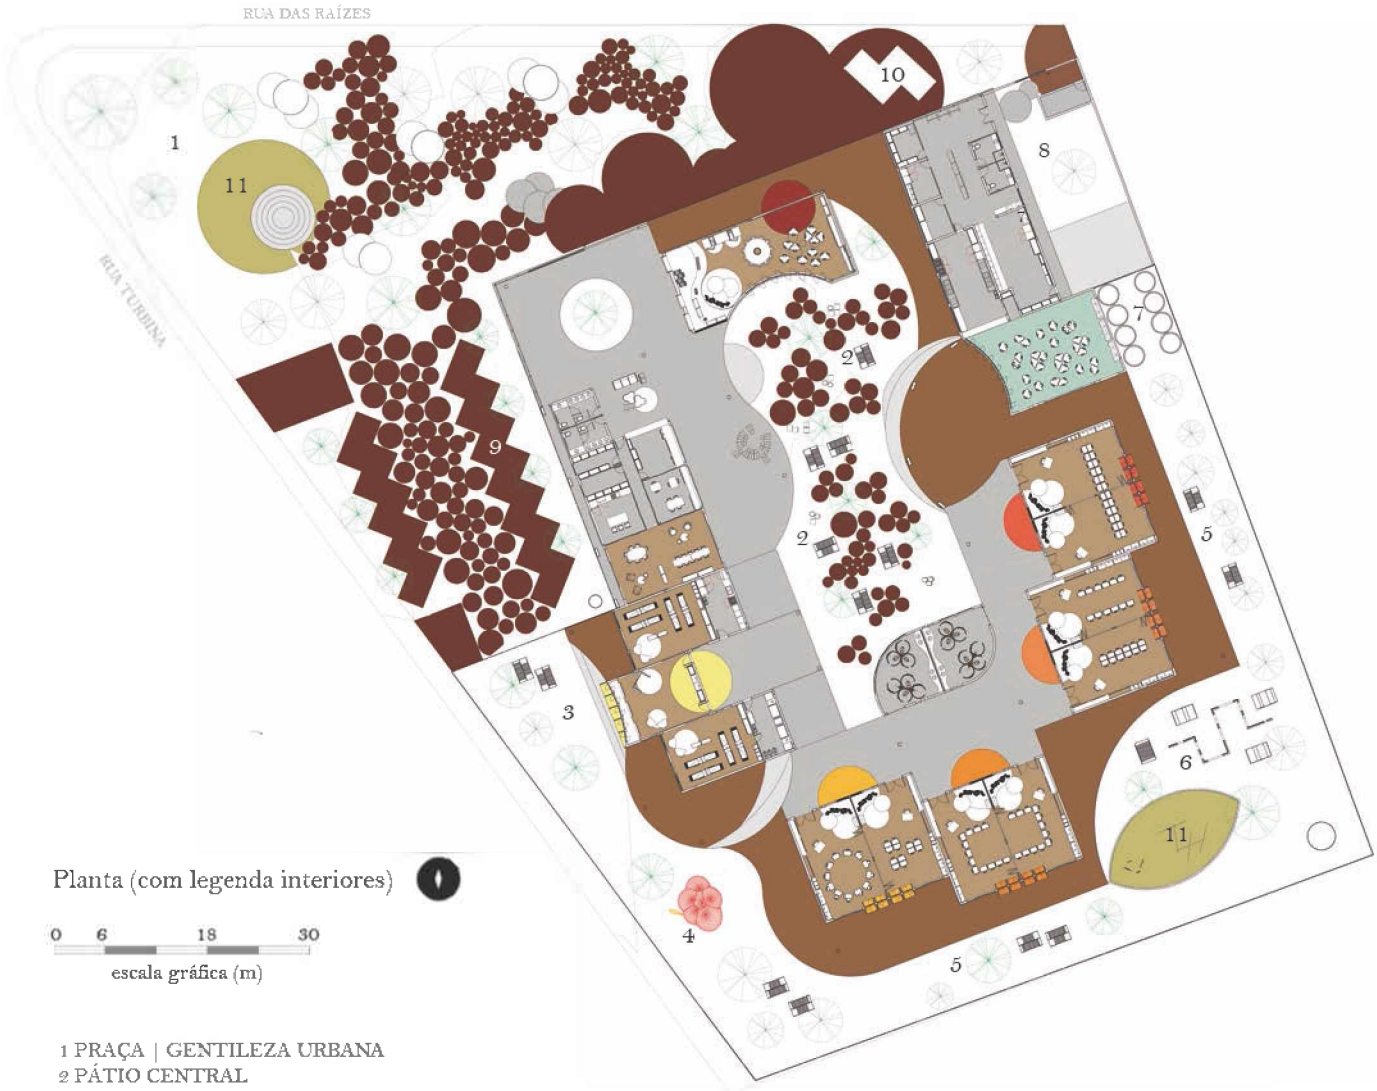 RUA DAS RAÍZES
10
1
8
11
7
7
2
9
2
5
3
6
11
4
5
RUA TURBINA
Planta (com legenda interiores)
0 6 18 30
escala gráfica (m)
1 PRAÇA | GENTILEZA URBANA
2 PÁTIO CENTRAL